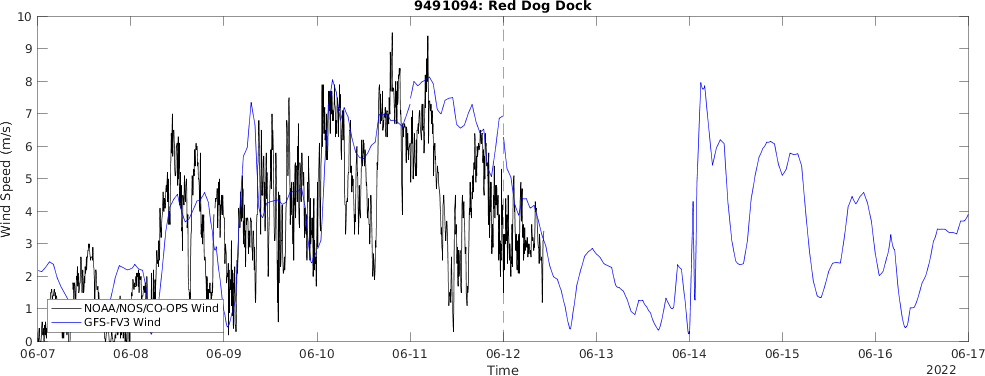 9491094: Red Dog Dock
Wind Speed (m/s)
10
9
8
7
6
5
4
3
2
1
0
NOAA/NOS/CO-OPS Wind
GFS-FV3 Wind
06-07 06-08 06-09 06-10 06-11 06-12 06-13 06-14 06-15 06-16 06-17
Time
2022